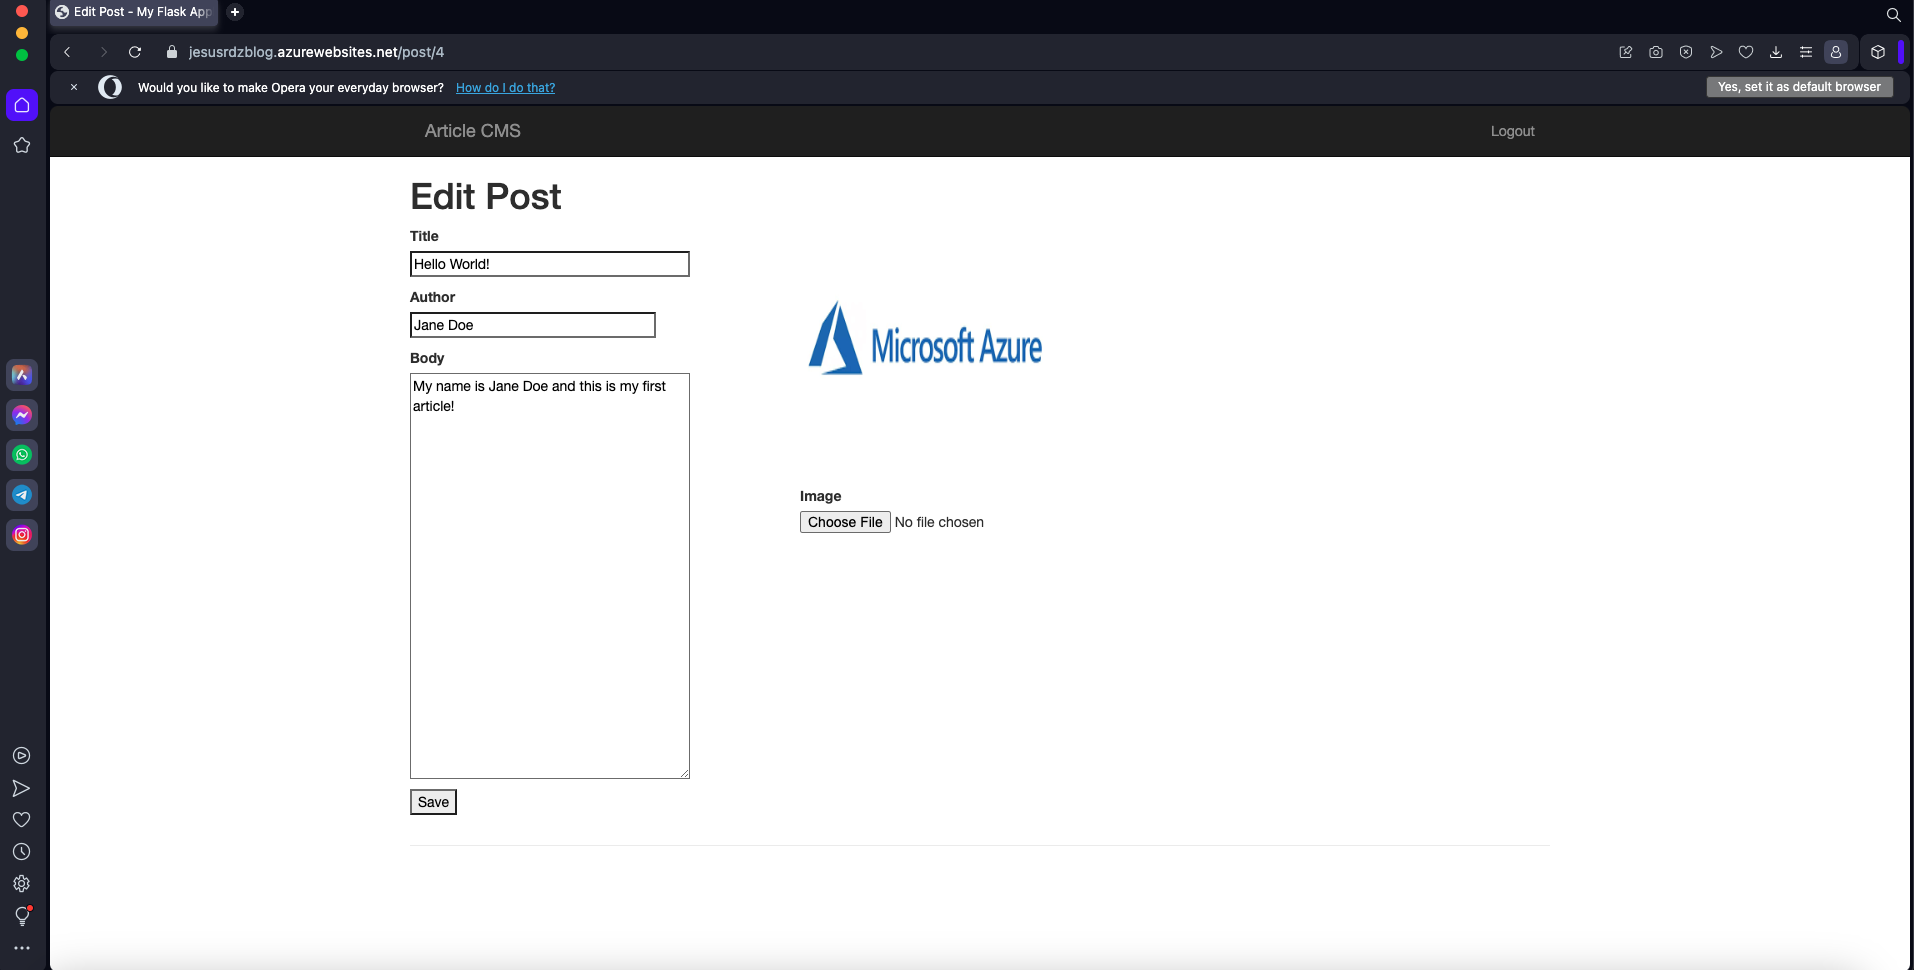 Edit Post - My Flask App
jesusrdzblog.azurewebsites.net/post/4
Would you like to make Opera your everyday browser? How do I do that?
Yes, set it as default browser
Article CMS
Logout
Edit Post
Title
Hello World!
Author
Jane Doe
Microsoft Azure
Body
My name is Jane Doe and this is my first
article!
Image
Choose File No file chosen
Save